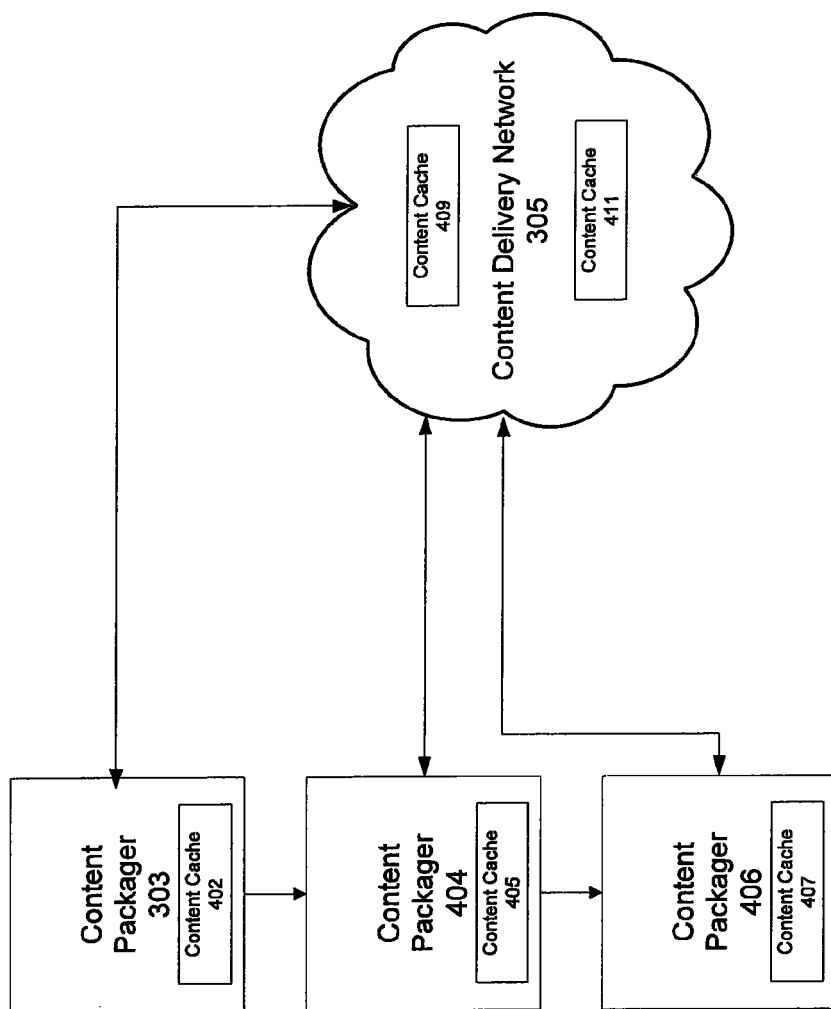 Content
Packager
303
Content Cache
402
Content
Packager
404
Content Cache
405
Content
Packager
406
Content Cache
407
Content Cache
409
Content Delivery Network
305
Content Cache
411